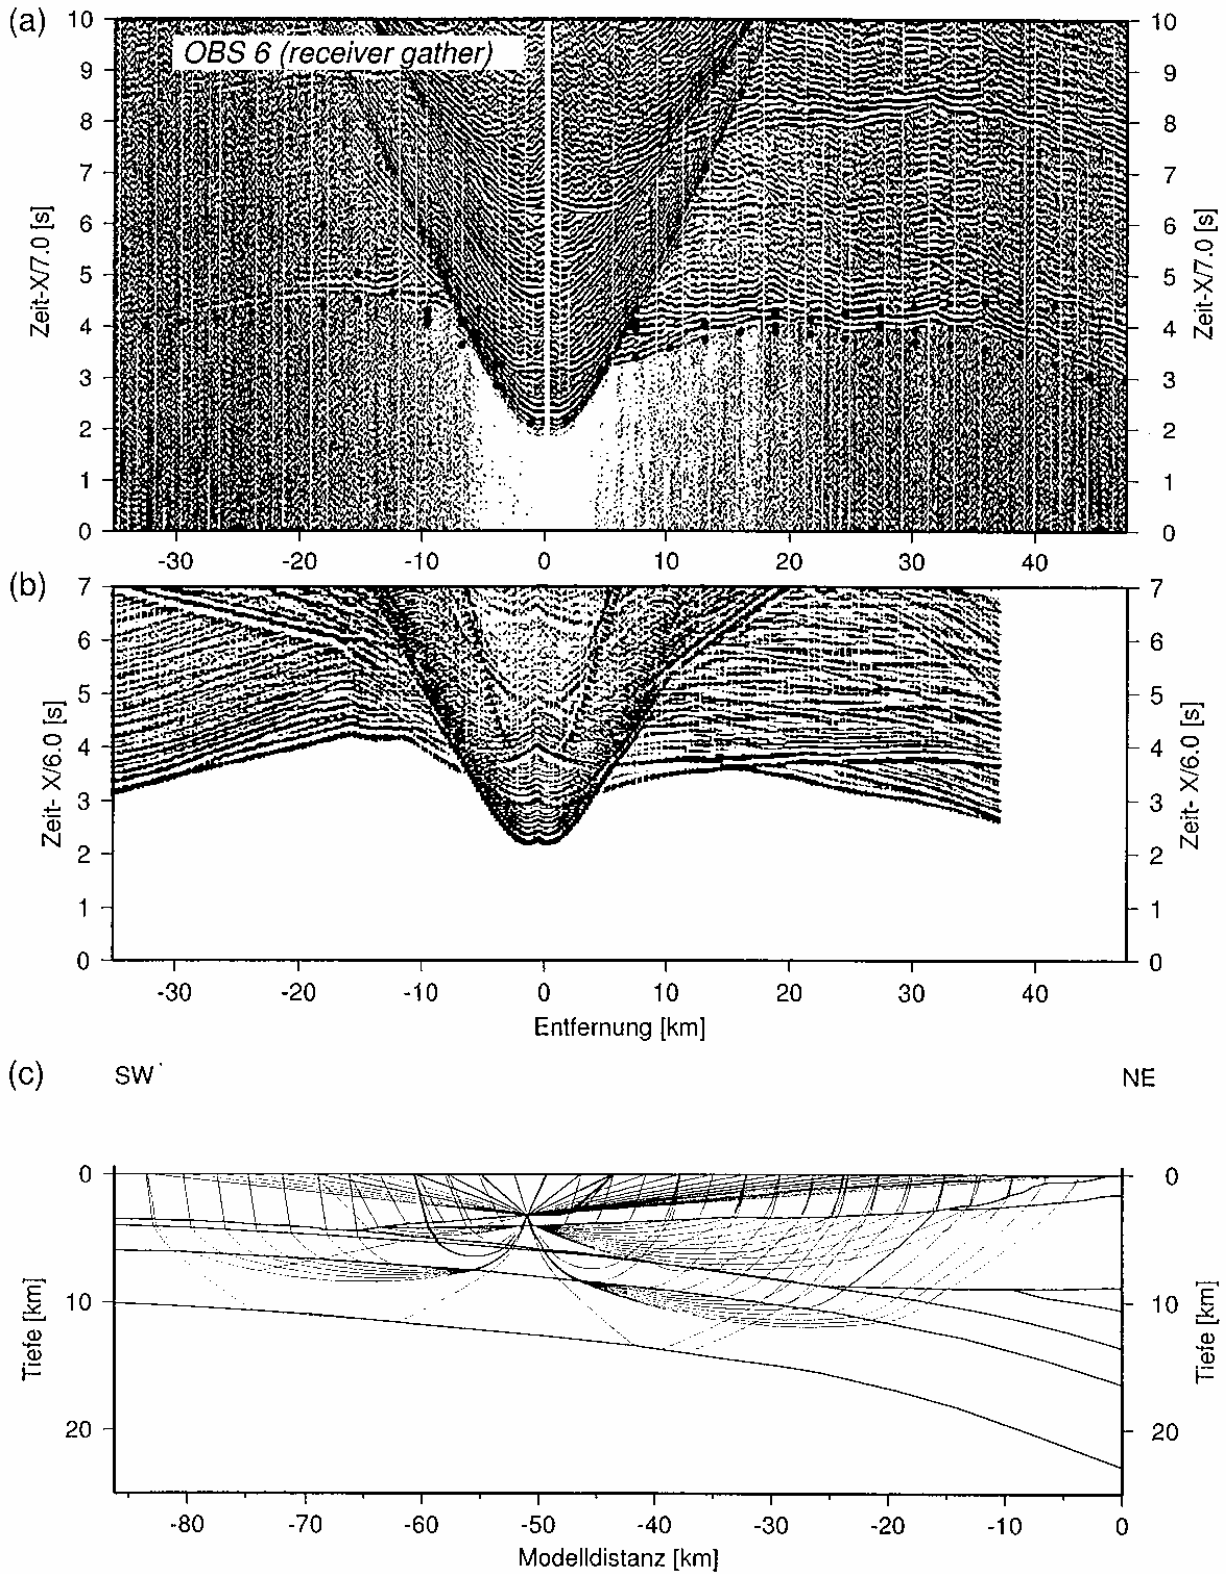 (a)
OBS 6 (receiver gather)
10
9
8
7
6
5
4
3
2
1
0
Zeit-X/7.0 [s]
10
9
8
7
6
5
4
3
2
1
0
Zeit-X/7.0 [s]
-30 -20 -10 0 10 20 30 40
(b)
7
6
5
4
3
2
1
0
Zeit- X/6.0 [s]
7
6
5
4
3
2
1
0
Zeit- X/6.0 [s]
-30 -20 -10 0 10 20 30 40
Entfernung [km]
(c)
SW NE
0
10
20
Tiefe [km]
0
10
20
Tiefe [km]
-80 -70 -60 -50 -40 -30 -20 -10 0
Modelldistanz [km]